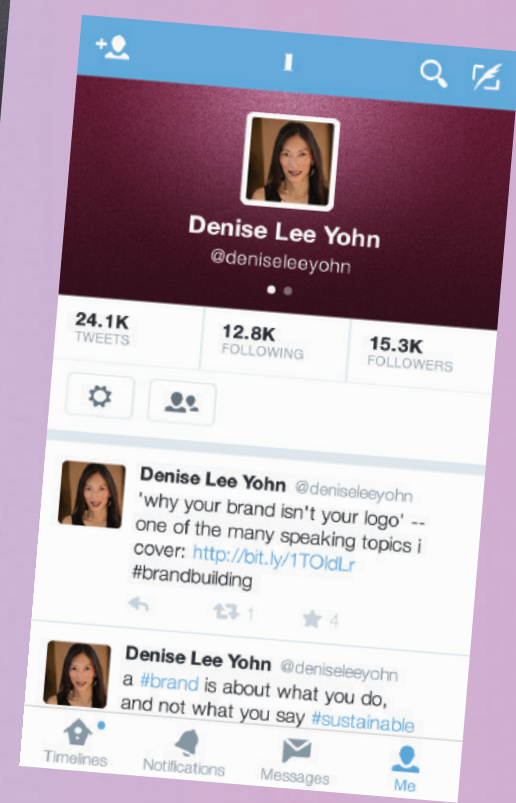 Denise Lee Yohn
@deniseleeyohn
24.1K
TWEETS
12.8K
FOLLOWING
15.3K
FOLLOWERS
Denise Lee Yohn @deniseleeyohn
'why your brand isn't your logo' --
one of the many speaking topics i
cover: http://bit.ly/1TOldLr
#brandbuilding
1
4
Denise Lee Yohn @deniseleeyohn
a #brand is about what you do,
and not what you say #sustainable
Timelines
Notifications
Messages
Me